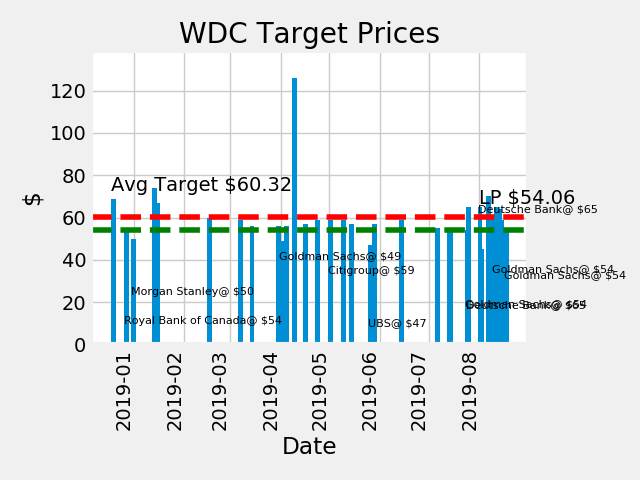 WDC Target Prices
120
100
80
60
40
20
0
$
Avg Target $60.32
LP $54.06
Deutsche Bank@ $65
Goldman Sachs@ $49
Citigroup@ $59
Goldman Sachs@ $54
Goldman Sachs@ $54
Morgan Stanley@ $50
Deutsche Bank@ $65
Royal Bank of Canada@ $54
UBS@ $47
2019-01
2019-02
2019-03
2019-04
2019-05
2019-06
2019-07
2019-08
Date